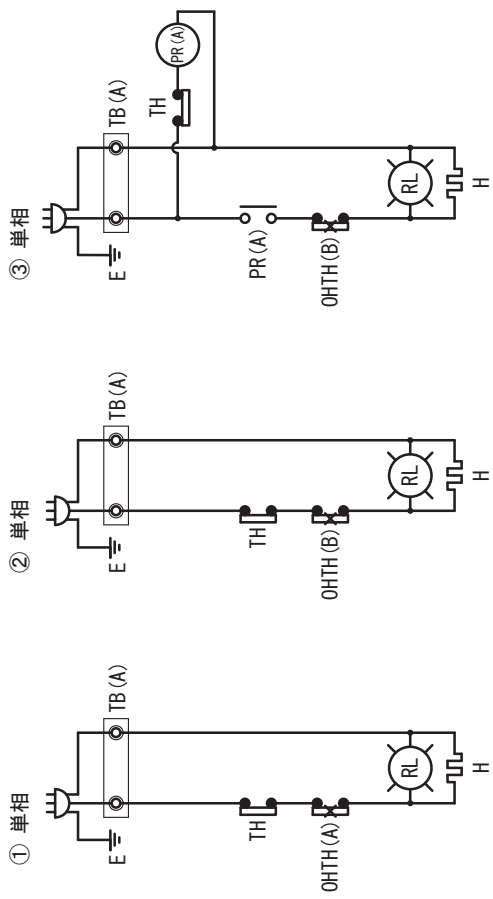 ① 単相
TB(A)
E
TH
OHTH(A)
RL
H
② 単相
TB(A)
E
TH
OHTH(B)
RL
H
③ 単相
TB(A)
E
TH
PR(A)
PR(A)
OHTH(B)
RL
H